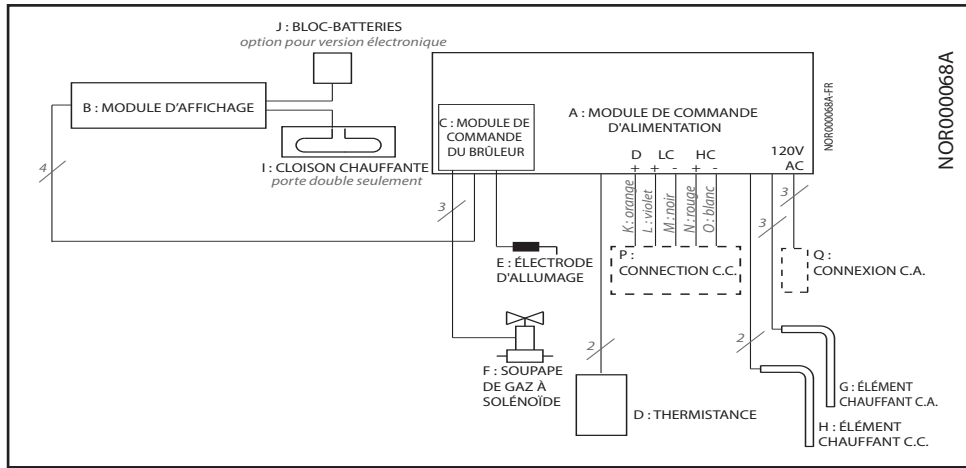 J : BLOC-BATTERIES
option pour version électronique
B : MODULE D'AFFICHAGE
I : CLOISON CHAUFFANTE
porte double seulement
4
C : MODULE DE
COMMANDE
DU BRÛLEUR
A : MODULE DE COMMANDE
D'ALIMENTATION
D LC HC
+ + - + -
120V
AC
NOR000068A-FR
NOR000068A
3
K : orange
L : violet
M : noir
N : rouge
O : blanc
3
3
E : ÉLECTRODE
D'ALLUMAGE
P :
CONNECTION C.C.
Q :
CONNEXION C.A.
2
2
F : SOUPAPE
DE GAZ À
SOLÉNOÏDE
D : THERMISTANCE
G : ÉLÉMENT
CHAUFFANT C.A.
H : ÉLÉMENT
CHAUFFANT C.C.